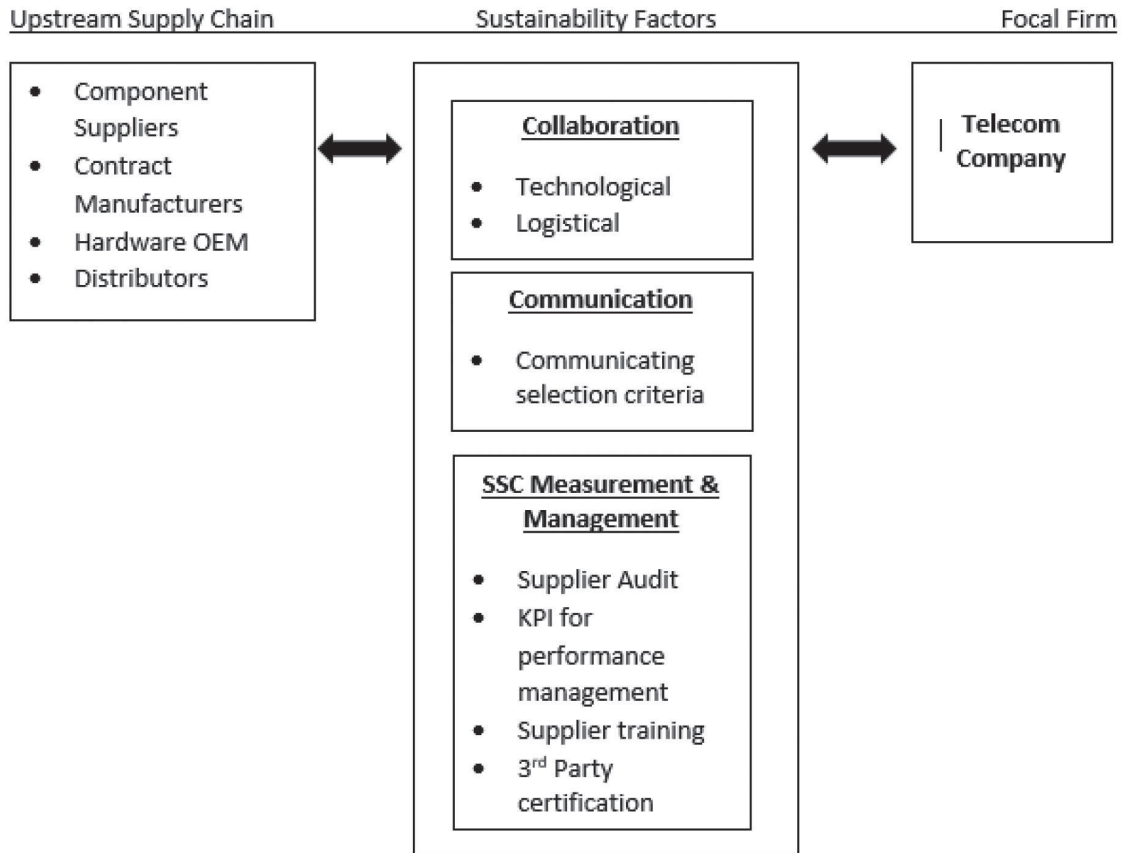 Upstream Supply Chain
Sustainability Factors
Focal Firm
• Component
Suppliers
• Contract
Manufacturers
• Hardware OEM
• Distributors
Collaboration
• Technological
• Logistical
Communication
• Communicating
selection criteria
SSC Measurement &
Management
• Supplier Audit
• KPI for
performance
management
• Supplier training
• 3rd Party
certification
Telecom
Company